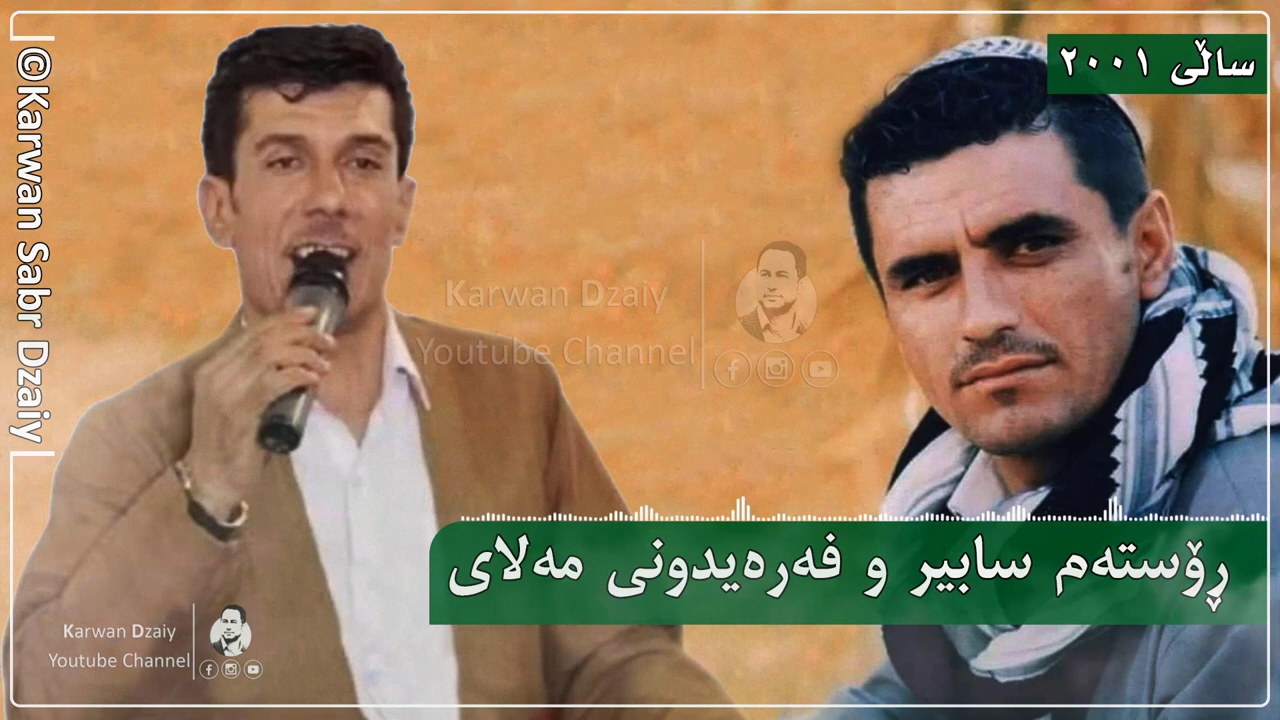 ساڵی ٢٠٠١
©Karwan Sabr Dzaiy
Karwan Dzaiy
Youtube Channel
ڕۆستەم سابیر و فەرەیدونی مەلای
Karwan Dzaiy
Youtube Channel